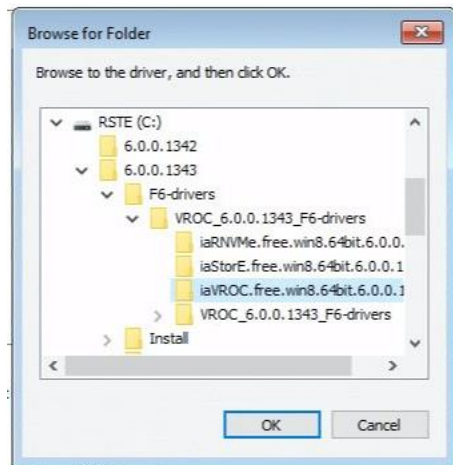 Browse for Folder
Browse to the driver, and then click OK.
RSTE (C:)
6.0.0.1342
6.0.0.1343
F6-drivers
VROC_6.0.0.1343_F6-drivers
iaRNVMe.free.win8.64bit.6.0.0.
iaStorE.free.win8.64bit.6.0.0.1
iaVROC.free.win8.64bit.6.0.0.1
VROC_6.0.0.1343_F6-drivers
Install
OK Cancel